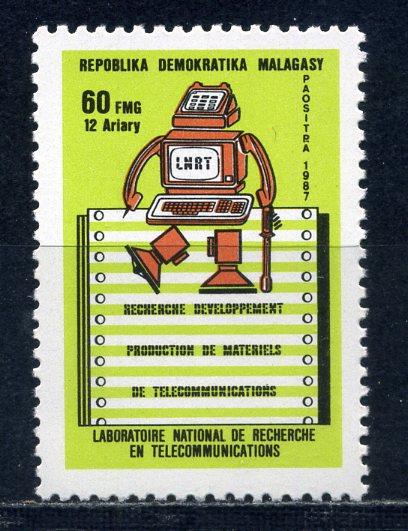 REPOBLIKA DEMOKRATIKA MALAGASY
60 FMG
12 Ariary
PAOSITRA 1987
LNRT
RECHERCHE DEVELOPPEMENT
PRODUCTION DE MATERIELS
DE TELECOMMUNICATIONS
LABORATOIRE NATIONAL DE RECHERCHE
EN TELECOMMUNICATIONS